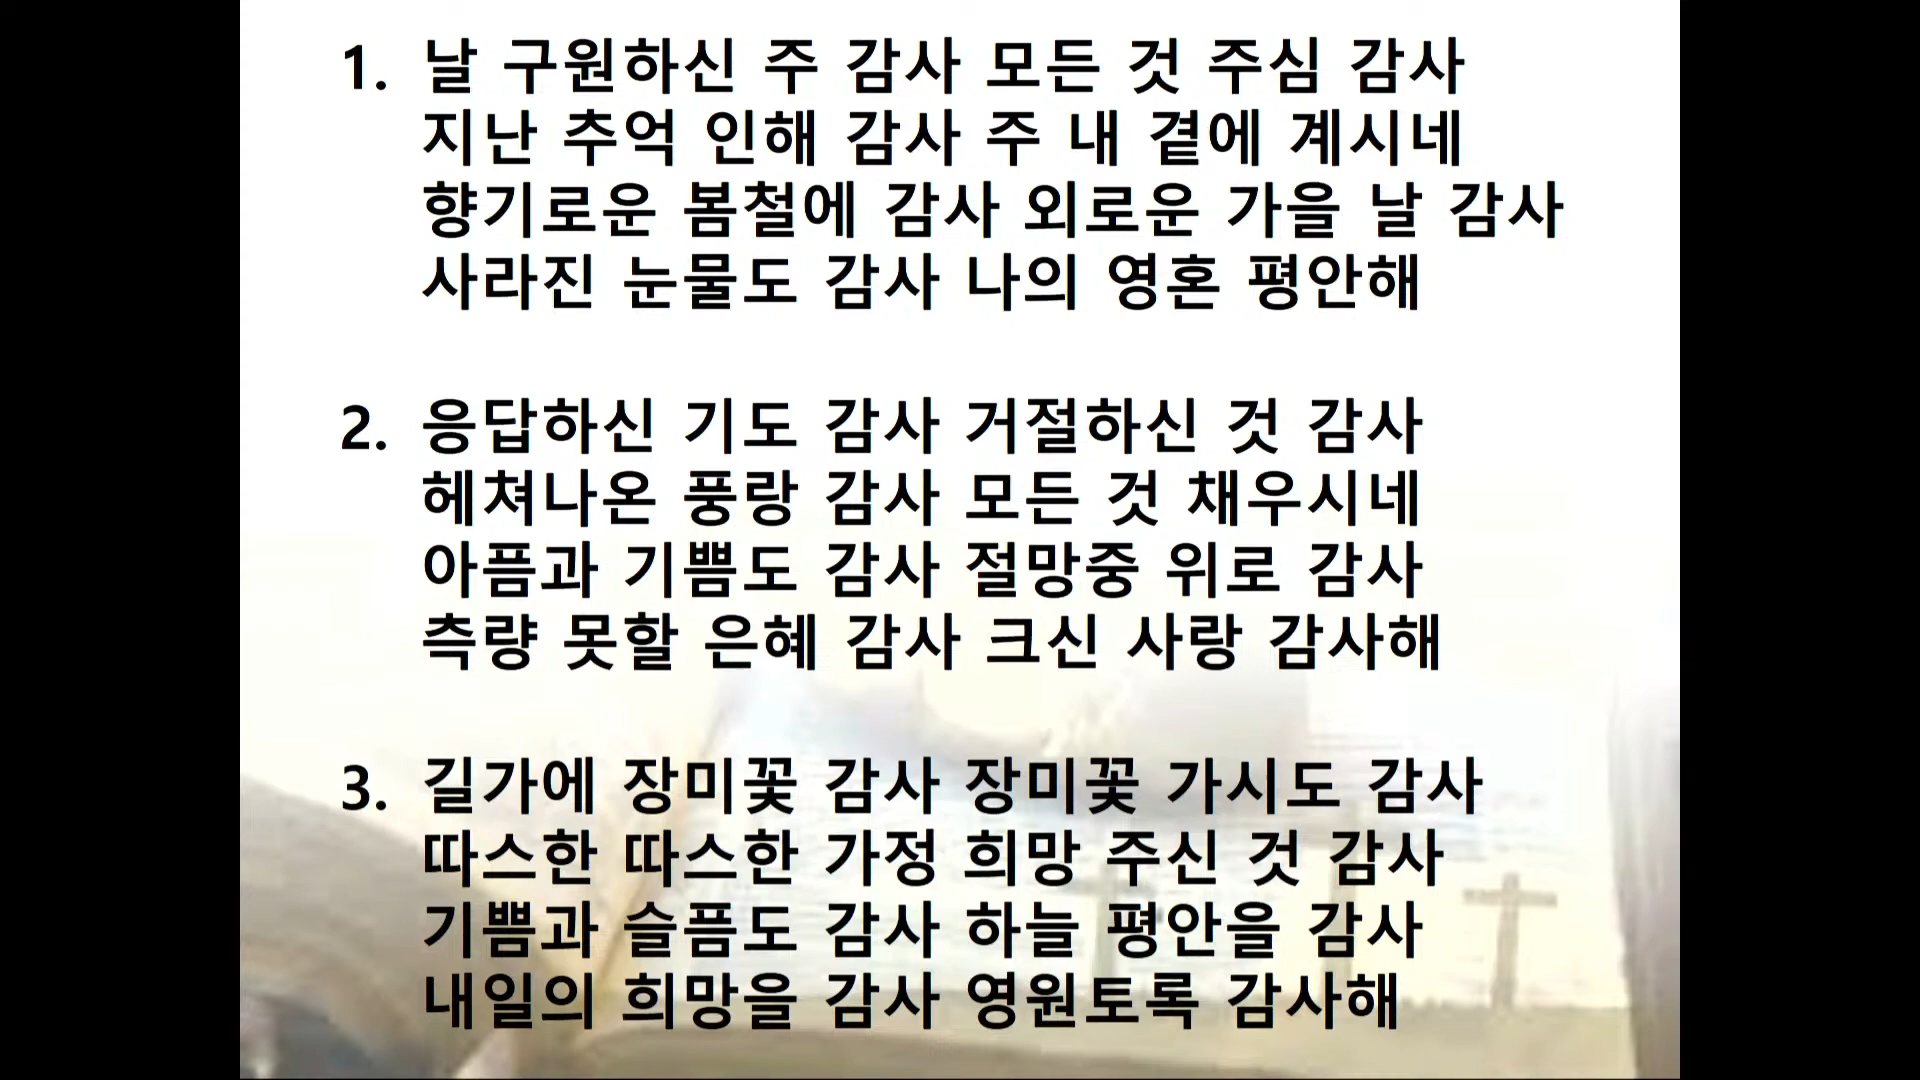 1. 날 구원하신 주 감사 모든 것 주심 감사
지난 추억 인해 감사 주 내 곁에 계시네
향기로운 봄철에 감사 외로운 가을 날 감사
사라진 눈물도 감사 나의 영혼 평안해
2. 응답하신 기도 감사 거절하신 것 감사
헤쳐나온 풍랑 감사 모든 것 채우시네
아픔과 기쁨도 감사 절망중 위로 감사
측량 못할 은혜 감사 크신 사랑 감사해
3. 길가에 장미꽃 감사 장미꽃 가시도 감사
따스한 따스한 가정 희망 주신 것 감사
기쁨과 슬픔도 감사 하늘 평안을 감사
내일의 희망을 감사 영원토록 감사해